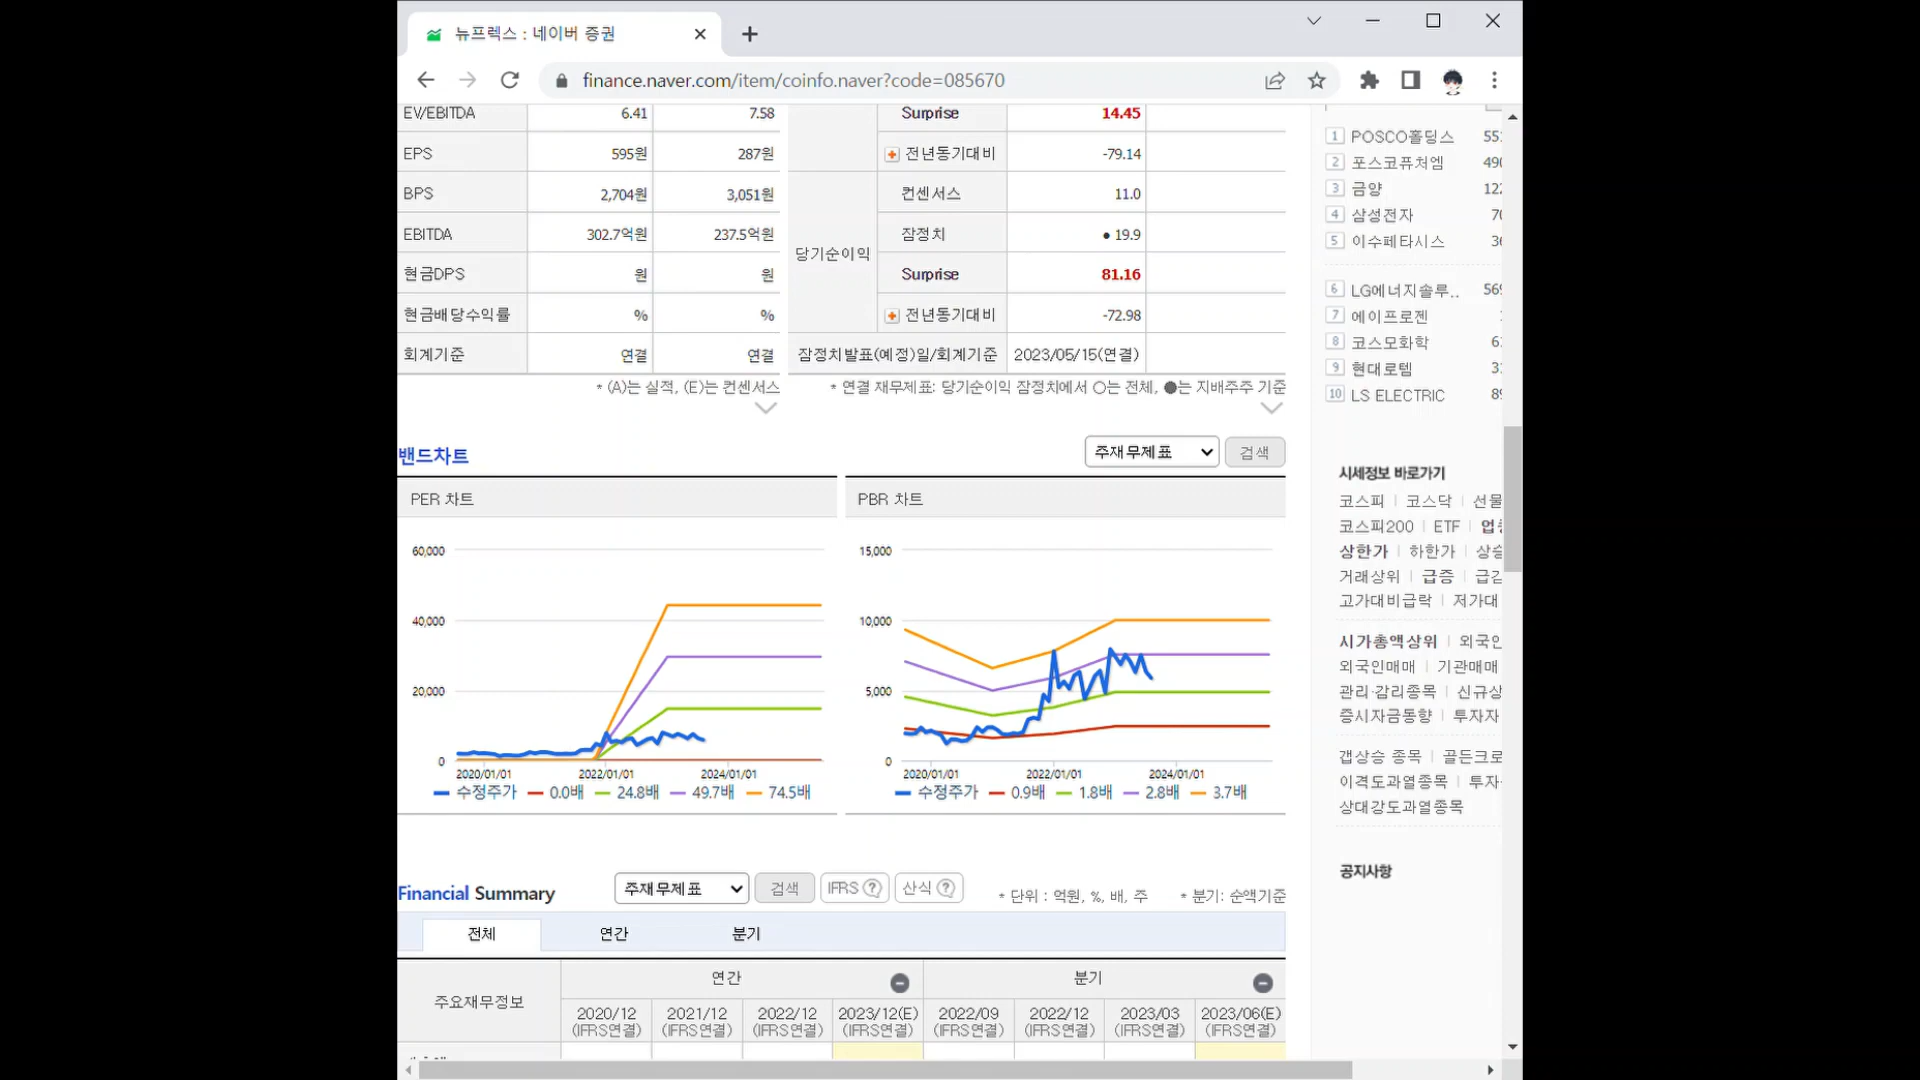 뉴프렉스 : 네이버 증권
finance.naver.com/item/coinfo.naver?code=085670
EV/EBITDA 6.41 7.58 Surprise 14.45
EPS 595원 287원 전년동기대비 -79.14
BPS 2,704원 3,051원 컨센서스 11.0
EBITDA 302.7억원 237.5억원 당기순이익 잠정치 ● 19.9
현금DPS 원 원 Surprise 81.16
현금배당수익률 % % 전년동기대비 -72.98
회계기준 연결 연결 잠정치발표(예정)일/회계기준 2023/05/15(연결)
* (A)는 실적, (E)는 컨센서스 * 연결 재무제표: 당기순이익 잠정치에서 ○는 전체, ●는 지배주주 기준
밴드차트 주재무제표 검색
PER 차트 PBR 차트
60,000
40,000
20,000
0
2020/01/01 2022/01/01 2024/01/01
수정주가 0.0배 24.8배 49.7배 74.5배
15,000
10,000
5,000
0
2020/01/01 2022/01/01 2024/01/01
수정주가 0.9배 1.8배 2.8배 3.7배
Financial Summary 주재무제표 검색 IFRS ? 산식 ? * 단위 : 억원, %, 배, 주 * 분기: 순액기준
전체 연간 분기
주요재무정보 연간 분기
2020/12 2021/12 2022/12 2023/12(E) 2022/09 2022/12 2023/03 2023/06(E)
(IFRS연결) (IFRS연결) (IFRS연결) (IFRS연결) (IFRS연결) (IFRS연결) (IFRS연결) (IFRS연결)
1 POSCO홀딩스
2 포스코퓨처엠
3 금양
4 삼성전자
5 이수페타시스
6 LG에너지솔루..
7 에이프로젠
8 코스모화학
9 현대로템
10 LS ELECTRIC
시세정보 바로가기
코스피 코스닥 선물
코스피200 ETF
상한가 하한가
거래상위 급증
고가대비급락
시가총액상위
외국인매매 기관매매
관리·감리종목
증시자금동향
갭상승 종목
이격도과열종목
상대강도과열종목
공지사항